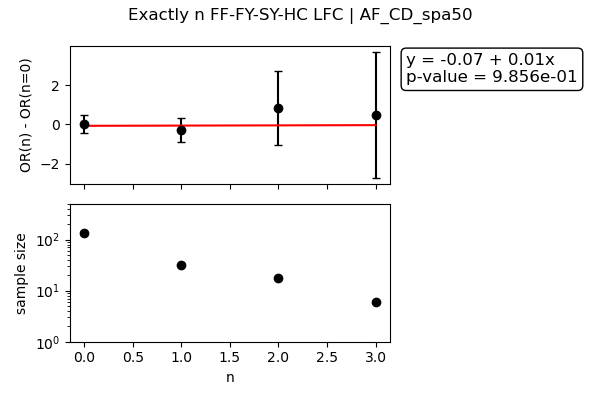 Exactly n FF-FY-SY-HC LFC | AF_CD_spa50
y = -0.07 + 0.01x
p-value = 9.856e-01
OR(n) - OR(n=0)
2
0
−2
sample size
10²
10¹
10⁰
0.0 0.5 1.0 1.5 2.0 2.5 3.0
n